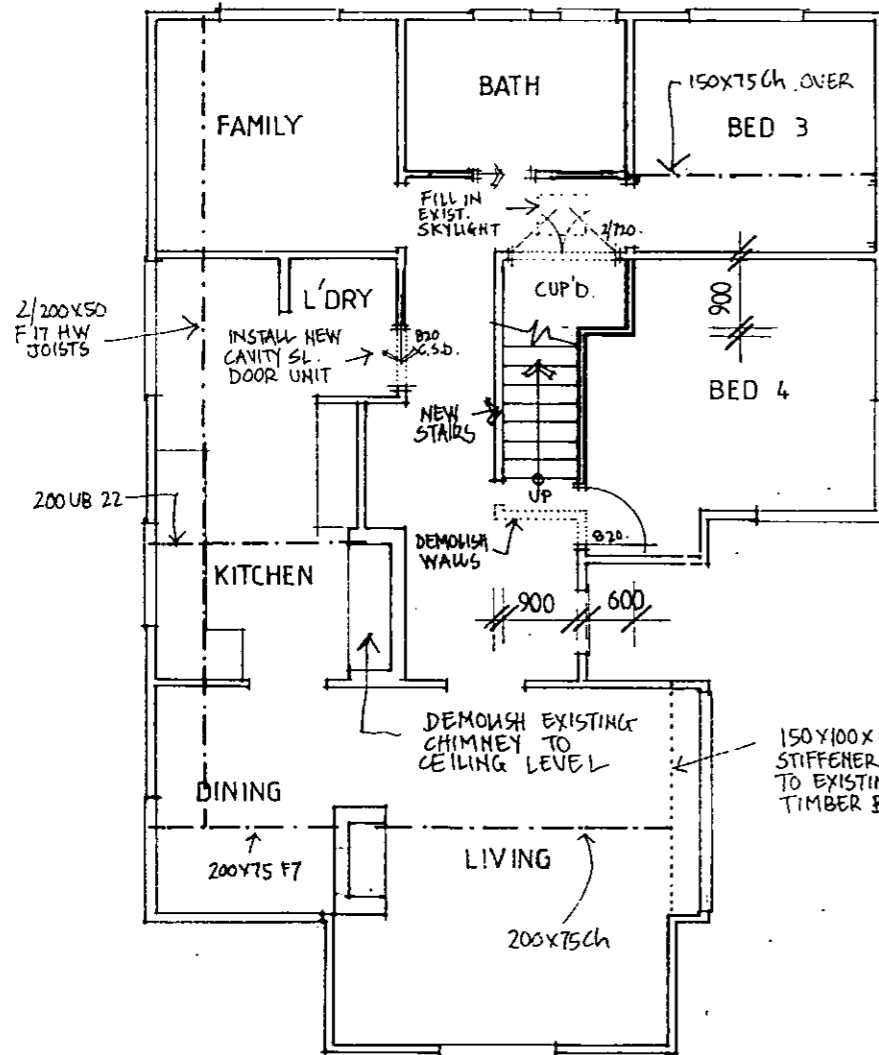 BATH
150X75Ch. OVER
FAMILY
BED 3
FILL IN
EXIST.
SKYLIGHT
2/720.
CUP'D.
L'DRY
900
2/200X50
F17 HW
JOISTS
INSTALL NEW
CAVITY SL.
DOOR UNIT
820
C.S.D.
BED 4
NEW
STAIRS
200 UB 22
UP
DEMOLISH
WALLS
820.
KITCHEN
900
600
DEMOLISH EXISTING
CHIMNEY TO
CEILING LEVEL
150X100X
STIFFENER
TO EXISTIN
TIMBER B
DINING
200X75 F7
LIVING
200X75Ch